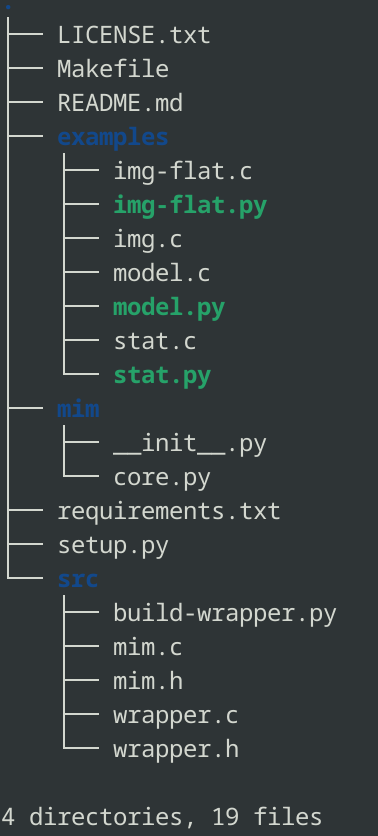 .
├── LICENSE.txt
├── Makefile
├── README.md
├── examples
│   ├── img-flat.c
│   ├── img-flat.py
│   ├── img.c
│   ├── model.c
│   ├── model.py
│   ├── stat.c
│   └── stat.py
├── mim
│   ├── __init__.py
│   └── core.py
├── requirements.txt
├── setup.py
└── src
    ├── build-wrapper.py
    ├── mim.c
    ├── mim.h
    ├── wrapper.c
    └── wrapper.h
4 directories, 19 files